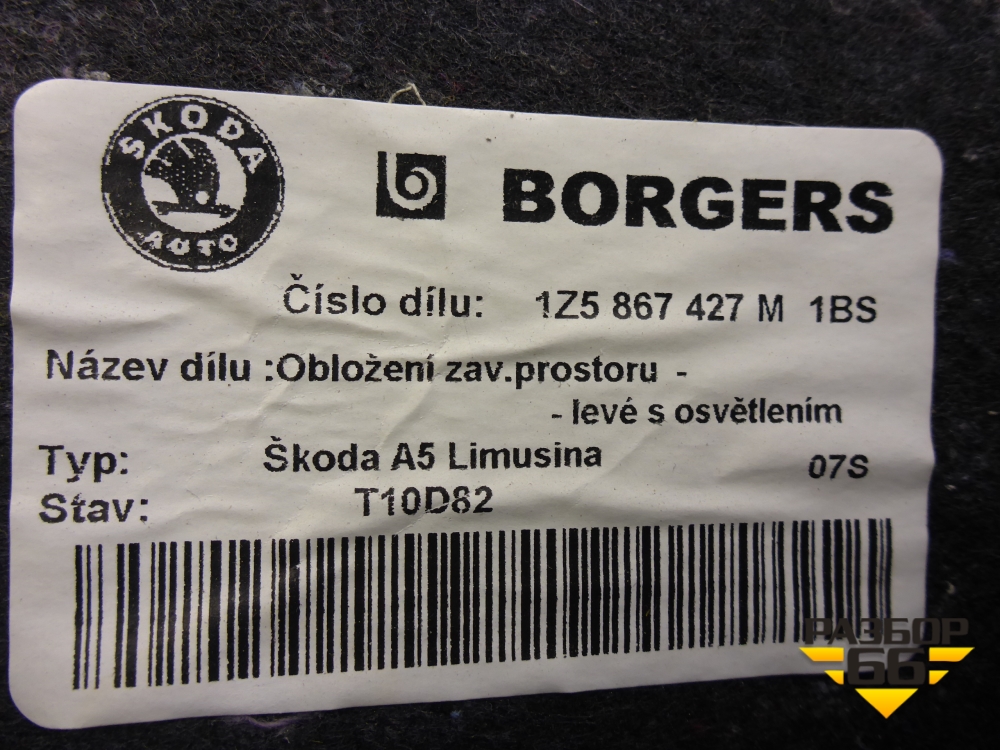 ŠKODA
AUTO
BORGERS
Číslo dílu: 1Z5 867 427 M 1BS
Název dílu :Obložení zav.prostoru -
- levé s osvětlením
Typ: Škoda A5 Limusina 07S
Stav: T10D82
РАЗБОР
66